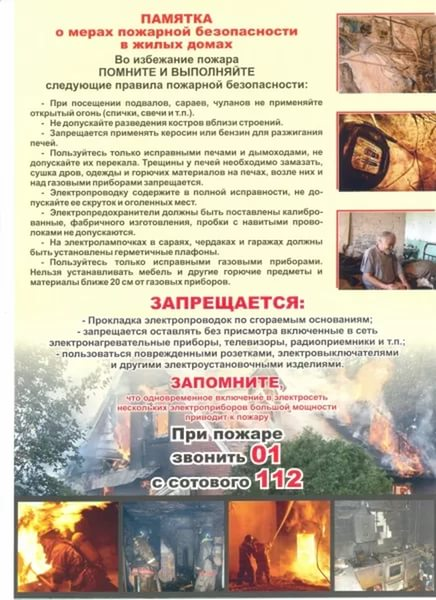 ПАМЯТКА
о мерах пожарной безопасности
в жилых домах
Во избежание пожара
ПОМНИТЕ И ВЫПОЛНЯЙТЕ
следующие правила пожарной безопасности:
- При посещении подвалов, сараев, чуланов не применяйте
открытый огонь (спички, свечи и т.п.).
- Не допускайте разведения костров вблизи строений.
- Запрещается применять керосин или бензин для разжигания
печей.
- Пользуйтесь только исправными печами и дымоходами, не
допускайте их перекала. Трещины у печей необходимо замазать,
сушка дров, одежды и горючих материалов на печах, возле них и
над газовыми приборами запрещается.
- Электропроводку содержите в полной исправности, не до-
пускайте ее скруток и оголенных мест.
- Электропредохранители должны быть поставлены калибро-
ванные, фабричного изготовления, пробки с навитыми прово-
локами не допускаются.
- На электролампочках в сараях, чердаках и гаражах должны
быть установлены герметичные плафоны.
- Пользуйтесь только исправными газовыми приборами.
Нельзя устанавливать мебель и другие горючие предметы и
материалы ближе 20 см от газовых приборов.
ЗАПРЕЩАЕТСЯ:
- Прокладка электропроводок по сгораемым основаниям;
- запрещается оставлять без присмотра включенные в сеть
электронагревательные приборы, телевизоры, радиоприемники и т.п.;
- пользоваться поврежденными розетками, электровыключателями
и другими электроустановочными изделиями.
ЗАПОМНИТЕ,
что одновременное включение в электросеть
нескольких электроприборов большой мощности
приводит к пожару
При пожаре
звонить 01
с сотового 112